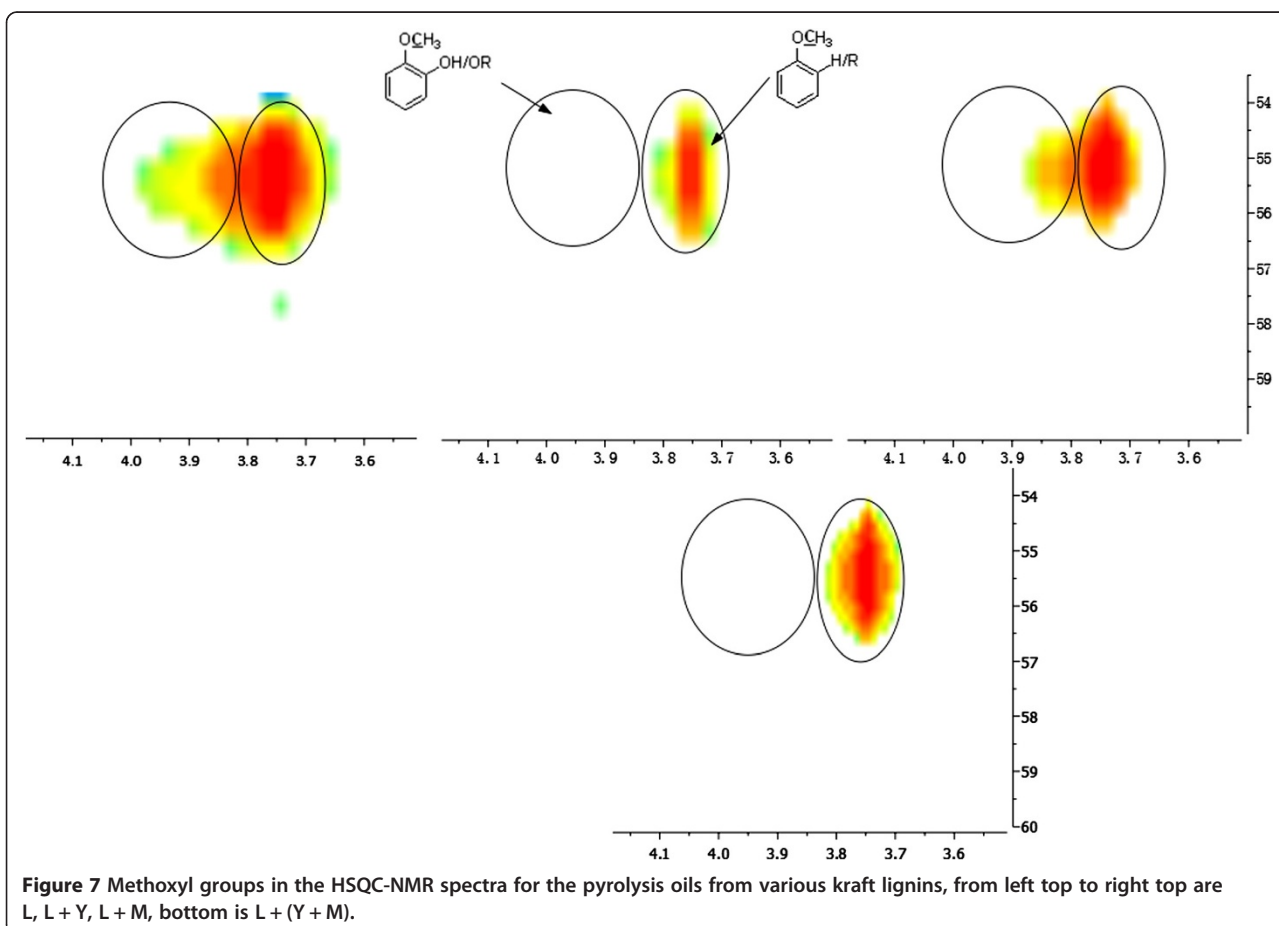 OCH3
OH/OR
OCH3
H/R
54
55
56
57
58
59
4.1 4.0 3.9 3.8 3.7 3.6
4.1 4.0 3.9 3.8 3.7 3.6
4.1 4.0 3.9 3.8 3.7 3.6
54
55
56
57
58
59
60
4.1 4.0 3.9 3.8 3.7 3.6
Figure 7 Methoxyl groups in the HSQC-NMR spectra for the pyrolysis oils from various kraft lignins, from left top to right top are
L, L + Y, L + M, bottom is L + (Y + M).